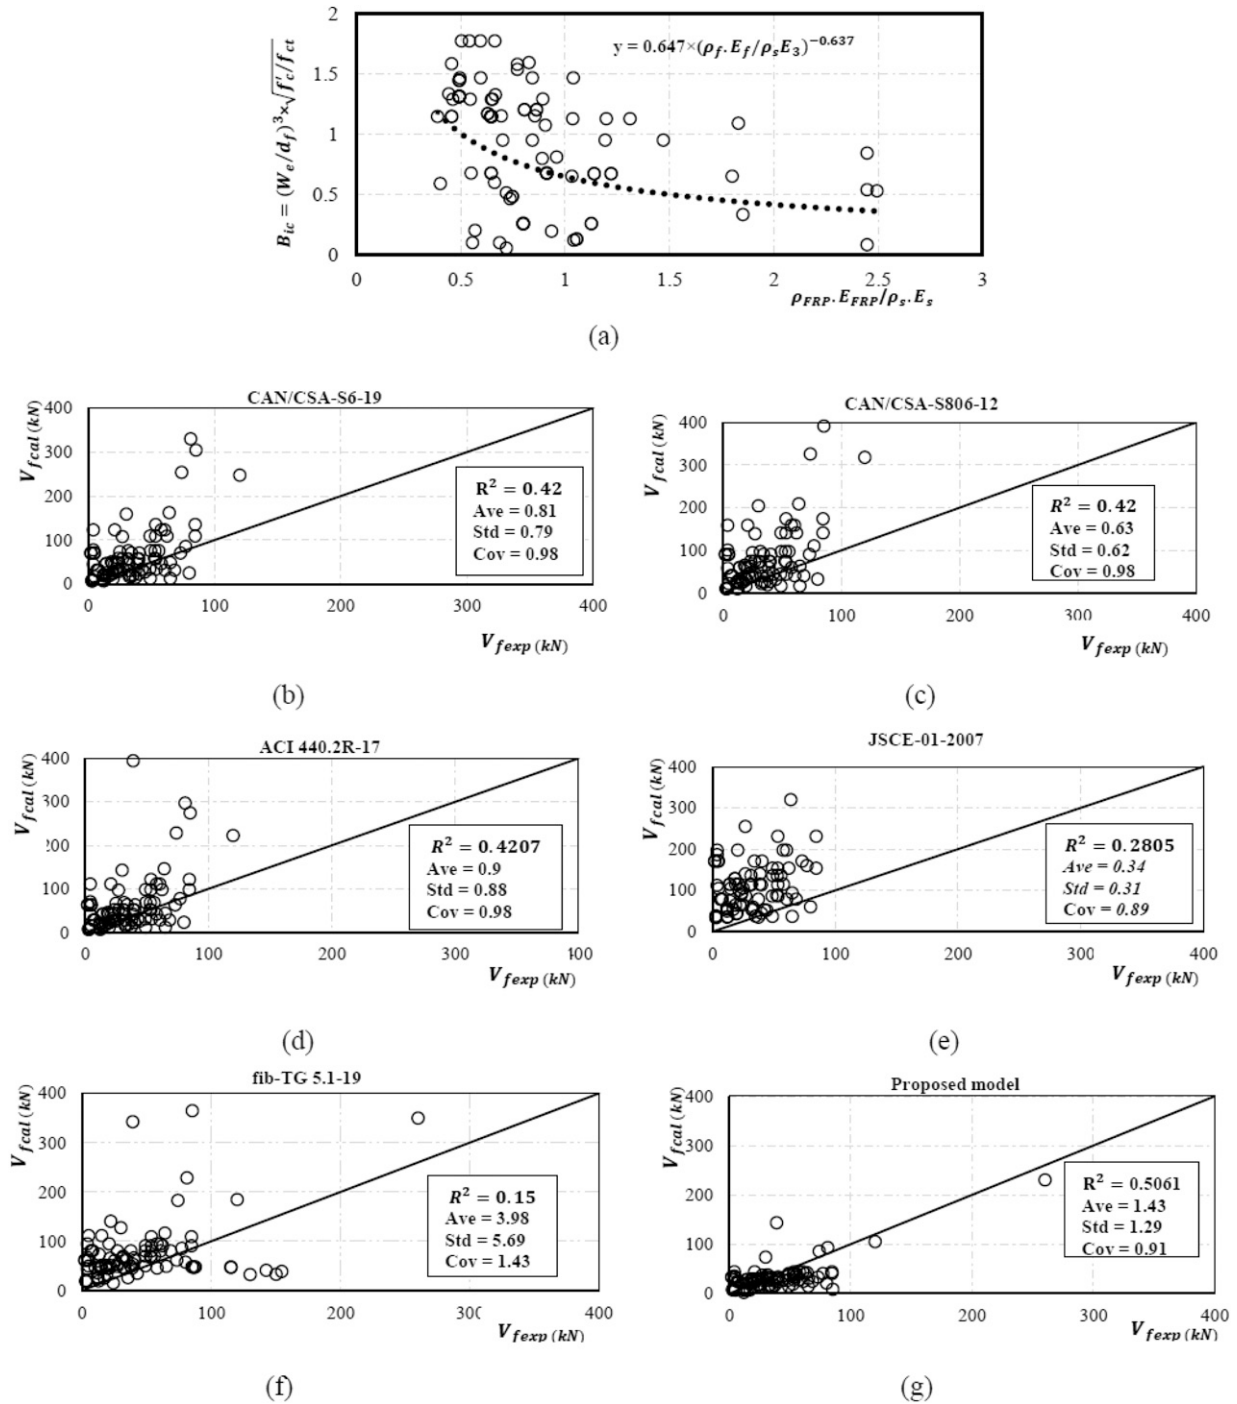 2
1.5
1
0.5
0
0
0.5
1
1.5
2
2.5
3
y = 0.647×(ρf.Ef/ρsE3)−0.637
Bic = (We/df)3×√f′c/fct
ρFRP.EFRP/ρs.Es
(a)
CAN/CSA-S6-19
Vfcal (kN)
400
300
200
100
0
0
100
200
300
400
R2 = 0.42
Ave = 0.81
Std = 0.79
Cov = 0.98
Vfexp (kN)
(b)
CAN/CSA-S806-12
Vfcal (kN)
400
300
200
100
0
0
100
200
300
400
R2 = 0.42
Ave = 0.63
Std = 0.62
Cov = 0.98
Vfexp (kN)
(c)
ACI 440.2R-17
Vfcal (kN)
400
300
200
100
0
0
100
200
300
100
R2 = 0.4207
Ave = 0.9
Std = 0.88
Cov = 0.98
Vfexp (kN)
(d)
JSCE-01-2007
Vfcal (kN)
400
300
200
100
0
0
100
200
300
400
R2 = 0.2805
Ave = 0.34
Std = 0.31
Cov = 0.89
Vfexp (kN)
(e)
fib-TG 5.1-19
Vfcal (kN)
400
300
200
100
0
0
100
200
300
400
R2 = 0.15
Ave = 3.98
Std = 5.69
Cov = 1.43
Vfexp (kN)
(f)
Proposed model
Vfcal (kN)
400
300
200
100
0
0
100
200
300
400
R2 = 0.5061
Ave = 1.43
Std = 1.29
Cov = 0.91
Vfexp (kN)
(g)